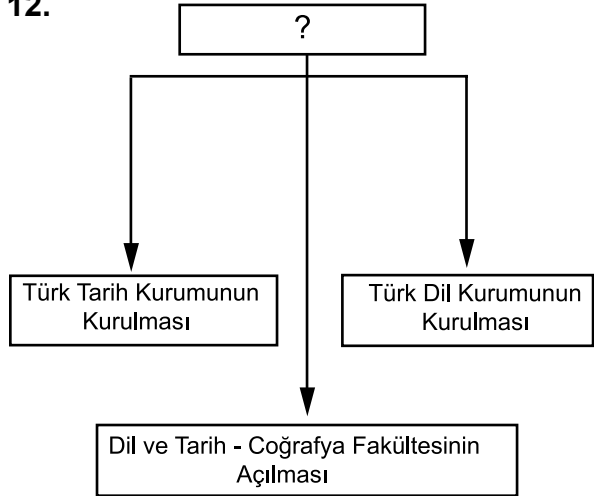 12.
?
Türk Tarih Kurumunun
Kurulması
Türk Dil Kurumunun
Kurulması
Dil ve Tarih - Coğrafya Fakültesinin
Açılması